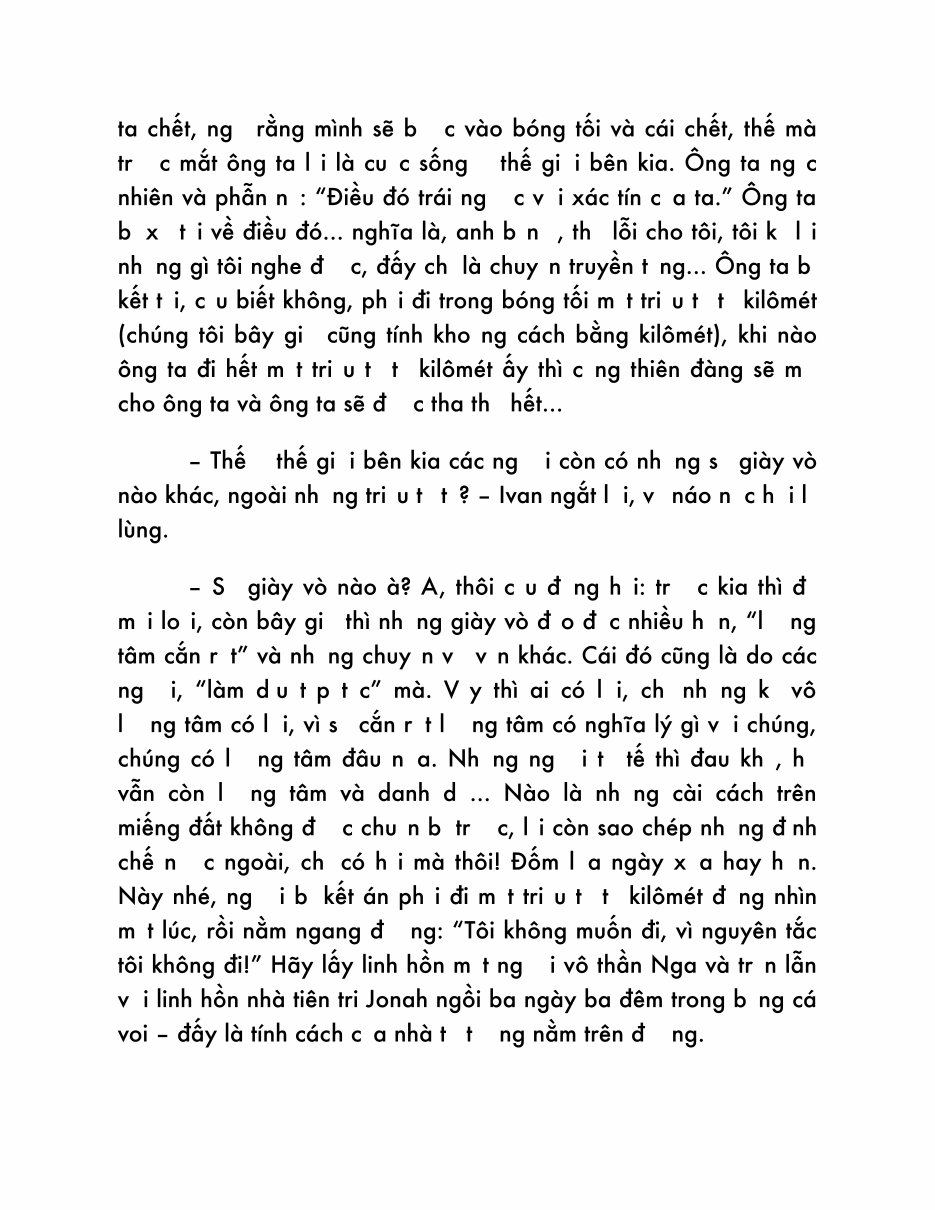 ta chết, ng rằng mình sẽ b c vào bóng tối và cái chết, thế mà
tr c mắt ông ta l i là cu c sống thế gi i bên kia. Ông ta ng c
nhiên và phẫn n : “Điều đó trái ng c v i xác tín c a ta.” Ông ta
b x t i về điều đó... nghĩa là, anh b n , th lỗi cho tôi, tôi k l i
nh ng gì tôi nghe đ c, đấy ch là chuy n truyền t ng... Ông ta b
kết t i, c u biết không, ph i đi trong bóng tối m t tri u t t kilômét
(chúng tôi bây gi cũng tính kho ng cách bằng kilômét), khi nào
ông ta đi hết m t tri u t t kilômét ấy thì c ng thiên đàng sẽ m
cho ông ta và ông ta sẽ đ c tha th hết...
– Thế thế gi i bên kia các ng i còn có nh ng s giày vò
nào khác, ngoài nh ng tri u t t ? – Ivan ngắt l i, v náo n c h i l
lùng.
– S giày vò nào à? A, thôi c u đ ng h i: tr c kia thì đ
m i lo i, còn bây gi thì nh ng giày vò đ o đ c nhiều h n, “l ng
tâm cắn r t” và nh ng chuy n v v n khác. Cái đó cũng là do các
ng i, “làm d u t p t c” mà. V y thì ai có l i, ch nh ng k vô
l ng tâm có l i, vì s cắn r t l ng tâm có nghĩa lý gì v i chúng,
chúng có l ng tâm đâu n a. Nh ng ng i t tế thì đau kh , h
vẫn còn l ng tâm và danh d ... Nào là nh ng cài cách trên
miếng đất không đ c chu n b tr c, l i còn sao chép nh ng đ nh
chế n c ngoài, ch có h i mà thôi! Đốm l a ngày x a hay h n.
Này nhé, ng i b kết án ph i đi m t tri u t t kilômét đ ng nhìn
m t lúc, rồi nằm ngang đ ng: “Tôi không muốn đi, vì nguyên tắc
tôi không đi!” Hãy lấy linh hồn m t ng i vô thần Nga và tr n lẫn
v i linh hồn nhà tiên tri Jonah ngồi ba ngày ba đêm trong b ng cá
voi – đấy là tính cách c a nhà t t ng nằm trên đ ng.